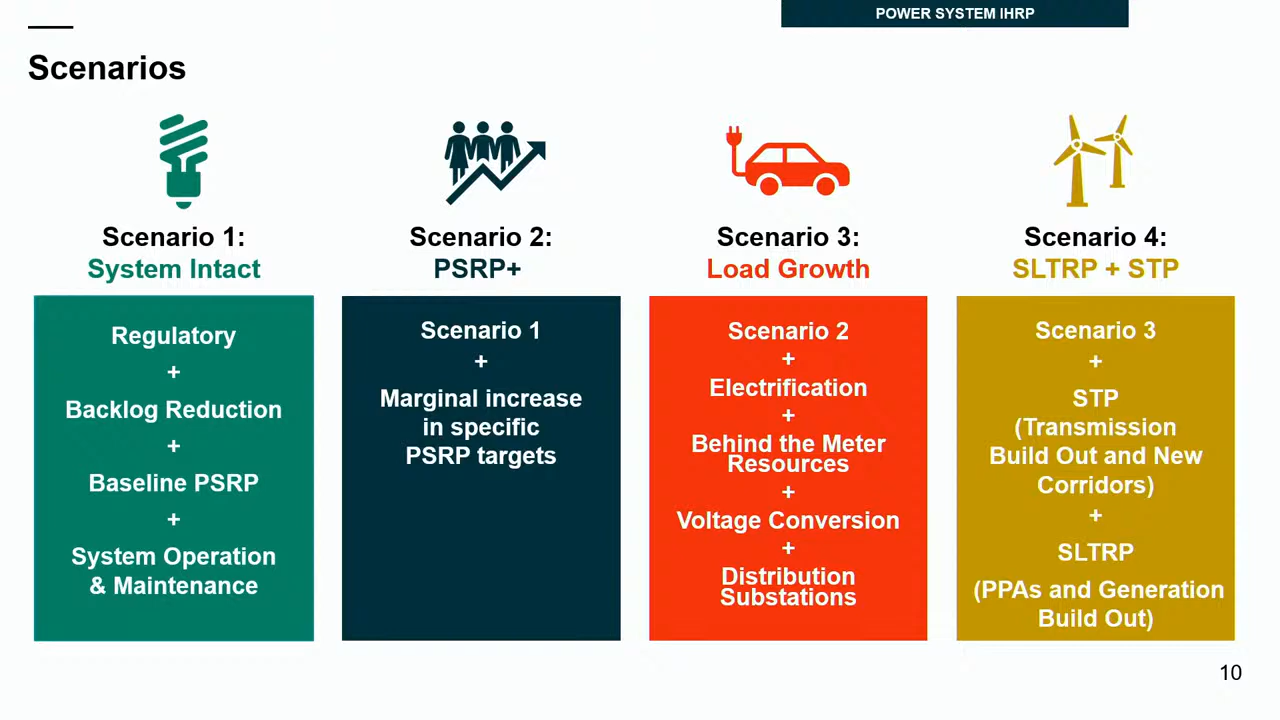 POWER SYSTEM IHRP
Scenarios
Scenario 1:
System Intact
Regulatory
+
Backlog Reduction
+
Baseline PSRP
+
System Operation
& Maintenance
Scenario 2:
PSRP+
Scenario 1
+
Marginal increase
in specific
PSRP targets
Scenario 3:
Load Growth
Scenario 2
+
Electrification
+
Behind the Meter
Resources
+
Voltage Conversion
+
Distribution
Substations
Scenario 4:
SLTRP + STP
Scenario 3
+
STP
(Transmission
Build Out and New
Corridors)
+
SLTRP
(PPAs and Generation
Build Out)
10